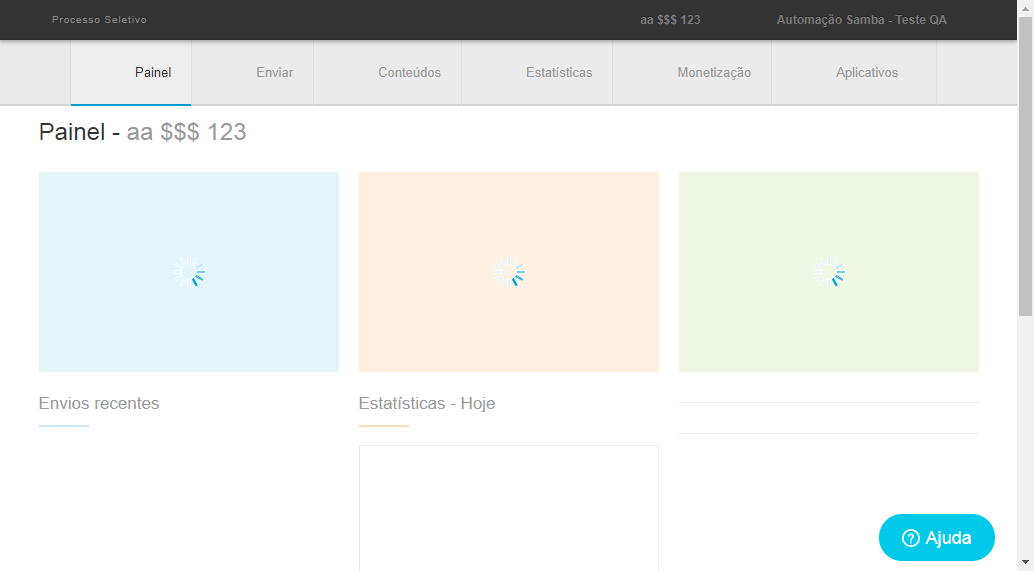 Processo Seletivo
aa $$$ 123
Automação Samba - Teste QA
Painel
Enviar
Conteúdos
Estatísticas
Monetização
Aplicativos
Painel - aa $$$ 123
Envios recentes
Estatísticas - Hoje
Ajuda